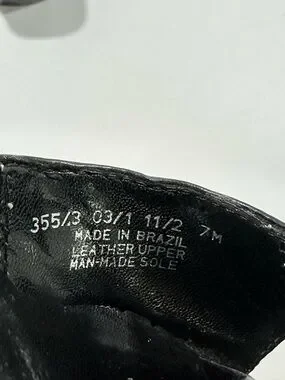 355/3 03/1 11/2 7M
MADE IN BRAZIL
LEATHER UPPER
MAN-MADE SOLE